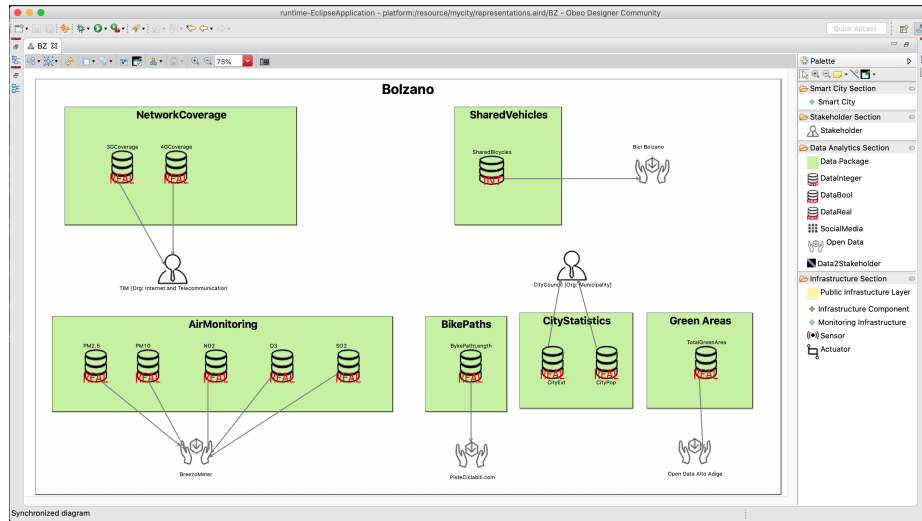 runtime-EclipseApplication - platform:/resource/mycity/representations.aird/BZ - Obeo Designer Community
Quick Access
BZ
75%
Palette
Bolzano
Smart City Section
Smart City
Stakeholder Section
Stakeholder
Data Analytics Section
Data Package
DataInteger
DataBool
DataReal
SocialMedia
Open Data
Data2Stakeholder
Infrastructure Section
Public Infrastucture Layer
Infrastructure Component
Monitoring Infrastructure
Sensor
Actuator
NetworkCoverage
3GCoverage 4GCoverage
REAL REAL
SharedVehicles
SharedBicycles
INT
Bici Bolzano
TIM [Org: Internet and Telecommunication]
CityCouncil [Org: Municipality]
AirMonitoring
PM2.5 PM10 NO2 O3 SO2
REAL REAL REAL REAL REAL
BreezoMeter
BikePaths
BykePathLength
REAL
PisteCiclabili.com
CityStatistics
REAL REAL
CityExt CityPop
Green Areas
TotalGreenArea
REAL
Open Data Alto Adige
Synchronized diagram